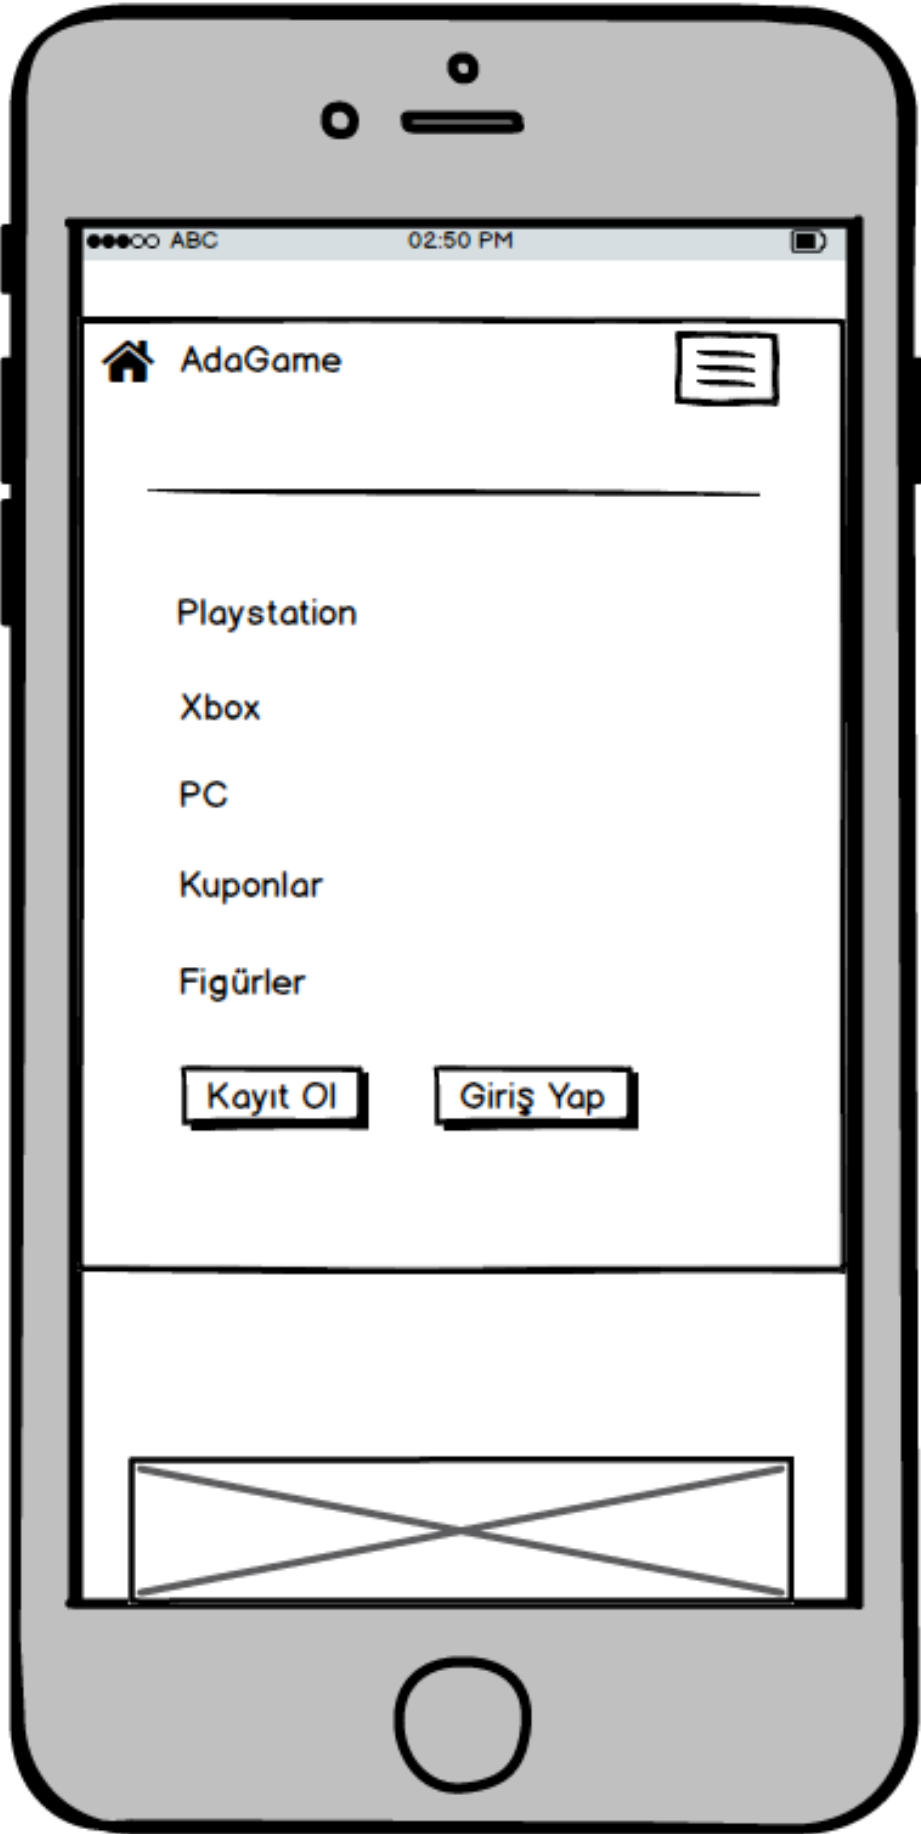 ABC 02:50 PM
AdaGame
Playstation
Xbox
PC
Kuponlar
Figürler
Kayıt Ol Giriş Yap